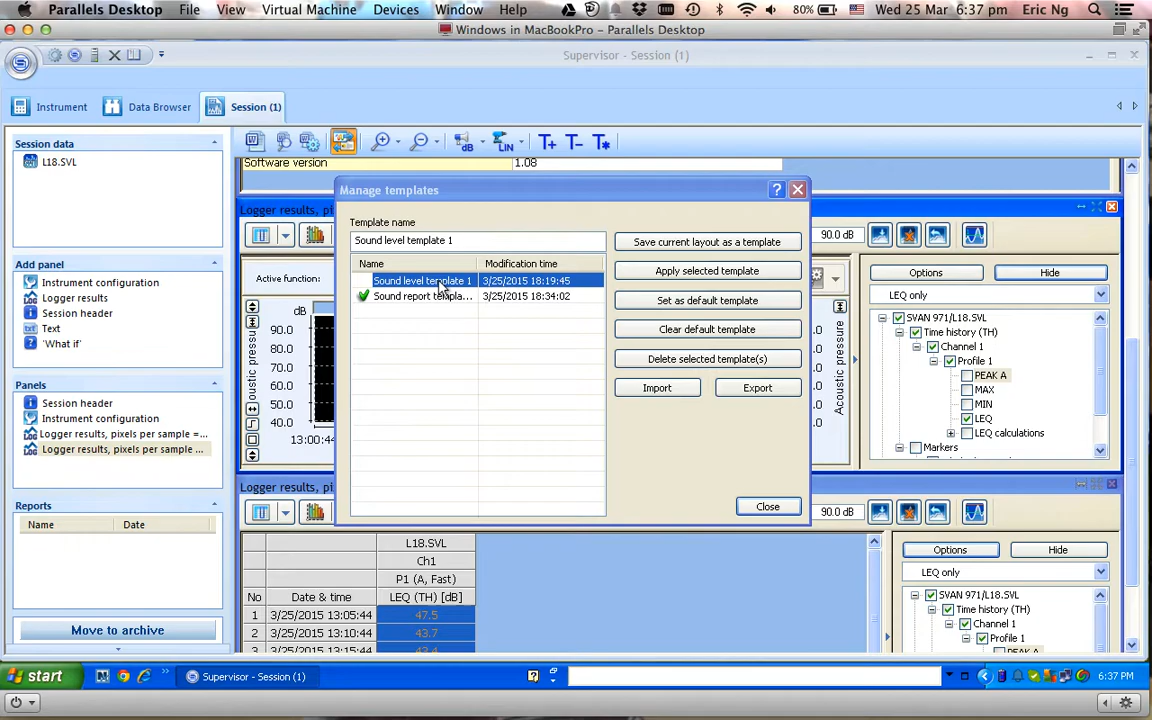 Parallels Desktop File View Virtual Machine Devices Window Help 80% Wed 25 Mar 6:37 pm Eric Ng
Windows in MacBookPro - Parallels Desktop
Supervisor - Session (1)
Instrument Data Browser Session (1)
Session data
L18.SVL
Add panel
Instrument configuration
Logger results
Session header
Text
'What if'
Panels
Session header
Instrument configuration
Logger results, pixels per sample =...
Logger results, pixels per sample ...
Reports
Name Date
Move to archive
dB LIN T+ T− T*
Software version 1.08
Logger results, pi
90.0 dB
Active function:
dB
90.0
80.0
70.0
60.0
50.0
40.0
13:00:44
Acoustic pressure
Options Hide
LEQ only
SVAN 971/L18.SVL
Time history (TH)
Channel 1
Profile 1
PEAK A
MAX
MIN
LEQ
LEQ calculations
Markers
Manage templates
Template name
Sound level template 1
Name Modification time
Sound level template 1 3/25/2015 18:19:45
Sound report templa... 3/25/2015 18:34:02
Save current layout as a template
Apply selected template
Set as default template
Clear default template
Delete selected template(s)
Import Export
Close
Logger results, pi
90.0 dB
L18.SVL
Ch1
P1 (A, Fast)
No Date & time LEQ (TH) [dB]
1 3/25/2015 13:05:44 47.5
2 3/25/2015 13:10:44 43.7
3 3/25/2015 13:15:44
Options Hide
LEQ only
SVAN 971/L18.SVL
Time history (TH)
Channel 1
Profile 1
start Supervisor - Session (1) 6:37 PM